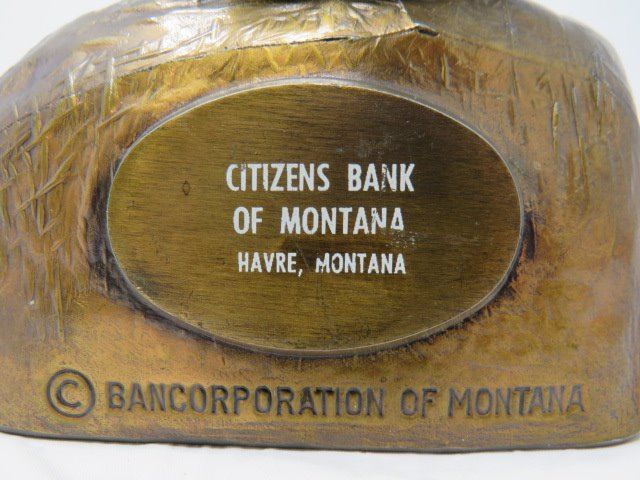 CITIZENS BANK
OF MONTANA
HAVRE, MONTANA
© BANCORPORATION OF MONTANA